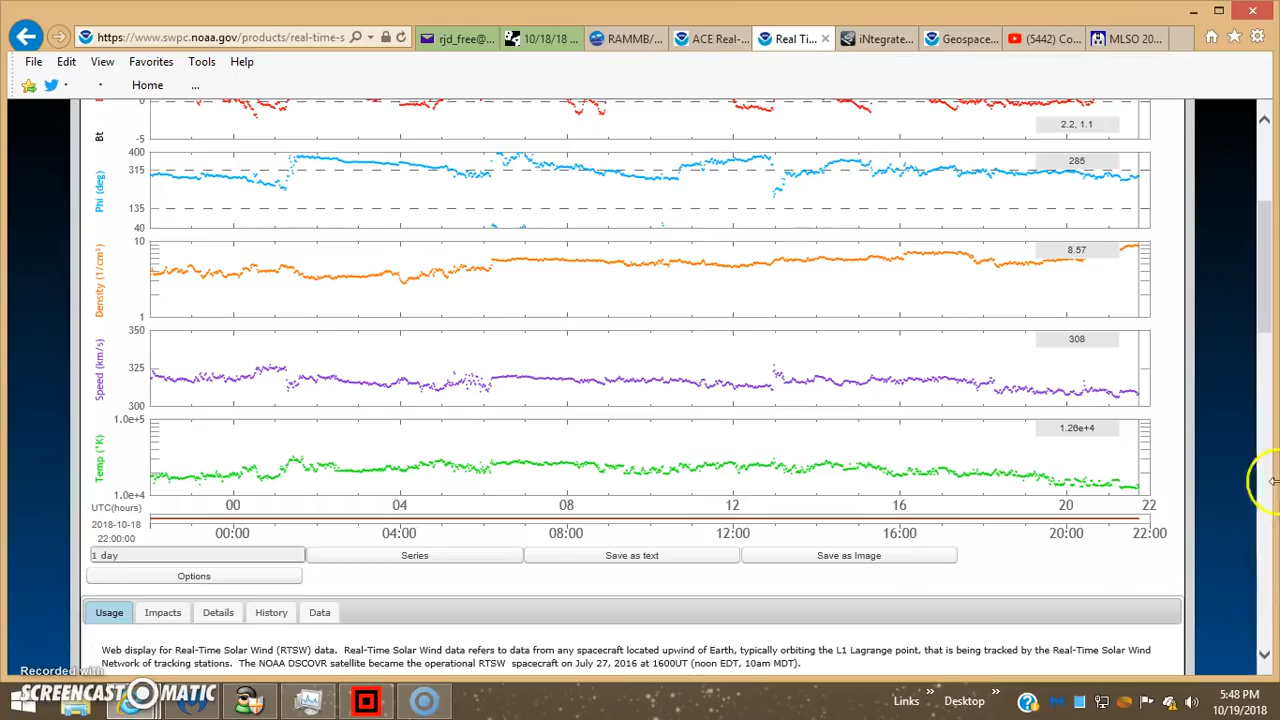 https://www.swpc.noaa.gov/products/real-time-s
rjd_free@...
10/18/18 ...
RAMMB/...
ACE Real-...
Real Ti...
iNtegrate...
Geospace...
(5442) Co...
MLSO 20...
File Edit View Favorites Tools Help
Home ...
Bt
0
-5
2.2, 1.1
Phi (deg)
400
315
135
40
285
Density (1/cm³)
10
1
8.57
Speed (km/s)
350
325
300
308
Temp (°K)
1.0e+5
1.0e+4
1.26e+4
UTC(hours) 00 04 08 12 16 20 22
2018-10-18
22:00:00
00:00 04:00 08:00 12:00 16:00 20:00 22:00
1 day Series Save as text Save as Image
Options
Usage Impacts Details History Data
Web display for Real-Time Solar Wind (RTSW) data. Real-Time Solar Wind data refers to data from any spacecraft located upwind of Earth, typically orbiting the L1 Lagrange point, that is being tracked by the Real-Time Solar Wind
Network of tracking stations. The NOAA DSCOVR satellite became the operational RTSW spacecraft on July 27, 2016 at 1600UT (noon EDT, 10am MDT).
Recorded with
SCREENCAST-O-MATIC
Links » Desktop »
5:48 PM
10/19/2018